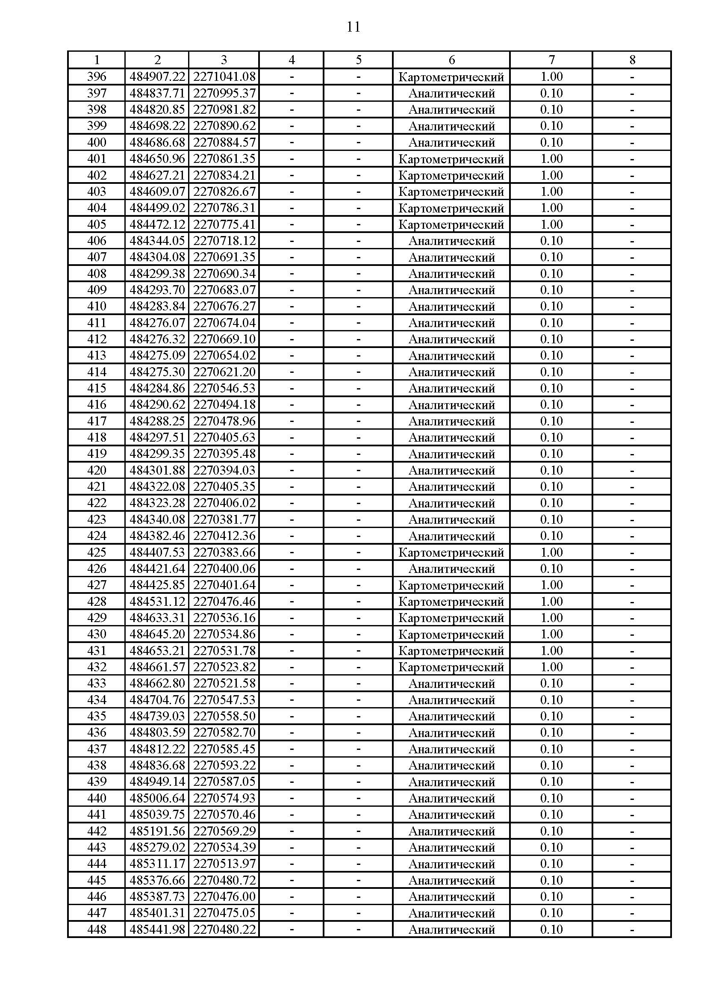 11
1 2 3 4 5 6 7 8
396 484907.22 2271041.08 - - Картометрический 1.00 -
397 484837.71 2270995.37 - - Аналитический 0.10 -
398 484820.85 2270981.82 - - Аналитический 0.10 -
399 484698.22 2270890.62 - - Аналитический 0.10 -
400 484686.68 2270884.57 - - Аналитический 0.10 -
401 484650.96 2270861.35 - - Картометрический 1.00 -
402 484627.21 2270834.21 - - Картометрический 1.00 -
403 484609.07 2270826.67 - - Картометрический 1.00 -
404 484499.02 2270786.31 - - Картометрический 1.00 -
405 484472.12 2270775.41 - - Картометрический 1.00 -
406 484344.05 2270718.12 - - Аналитический 0.10 -
407 484304.08 2270691.35 - - Аналитический 0.10 -
408 484299.38 2270690.34 - - Аналитический 0.10 -
409 484293.70 2270683.07 - - Аналитический 0.10 -
410 484283.84 2270676.27 - - Аналитический 0.10 -
411 484276.07 2270674.04 - - Аналитический 0.10 -
412 484276.32 2270669.10 - - Аналитический 0.10 -
413 484275.09 2270654.02 - - Аналитический 0.10 -
414 484275.30 2270621.20 - - Аналитический 0.10 -
415 484284.86 2270546.53 - - Аналитический 0.10 -
416 484290.62 2270494.18 - - Аналитический 0.10 -
417 484288.25 2270478.96 - - Аналитический 0.10 -
418 484297.51 2270405.63 - - Аналитический 0.10 -
419 484299.35 2270395.48 - - Аналитический 0.10 -
420 484301.88 2270394.03 - - Аналитический 0.10 -
421 484322.08 2270405.35 - - Аналитический 0.10 -
422 484323.28 2270406.02 - - Аналитический 0.10 -
423 484340.08 2270381.77 - - Аналитический 0.10 -
424 484382.46 2270412.36 - - Аналитический 0.10 -
425 484407.53 2270383.66 - - Картометрический 1.00 -
426 484421.64 2270400.06 - - Аналитический 0.10 -
427 484425.85 2270401.64 - - Картометрический 1.00 -
428 484531.12 2270476.46 - - Картометрический 1.00 -
429 484633.31 2270536.16 - - Картометрический 1.00 -
430 484645.20 2270534.86 - - Картометрический 1.00 -
431 484653.21 2270531.78 - - Картометрический 1.00 -
432 484661.57 2270523.82 - - Картометрический 1.00 -
433 484662.80 2270521.58 - - Аналитический 0.10 -
434 484704.76 2270547.53 - - Аналитический 0.10 -
435 484739.03 2270558.50 - - Аналитический 0.10 -
436 484803.59 2270582.70 - - Аналитический 0.10 -
437 484812.22 2270585.45 - - Аналитический 0.10 -
438 484836.68 2270593.22 - - Аналитический 0.10 -
439 484949.14 2270587.05 - - Аналитический 0.10 -
440 485006.64 2270574.93 - - Аналитический 0.10 -
441 485039.75 2270570.46 - - Аналитический 0.10 -
442 485191.56 2270569.29 - - Аналитический 0.10 -
443 485279.02 2270534.39 - - Аналитический 0.10 -
444 485311.17 2270513.97 - - Аналитический 0.10 -
445 485376.66 2270480.72 - - Аналитический 0.10 -
446 485387.73 2270476.00 - - Аналитический 0.10 -
447 485401.31 2270475.05 - - Аналитический 0.10 -
448 485441.98 2270480.22 - - Аналитический 0.10 -